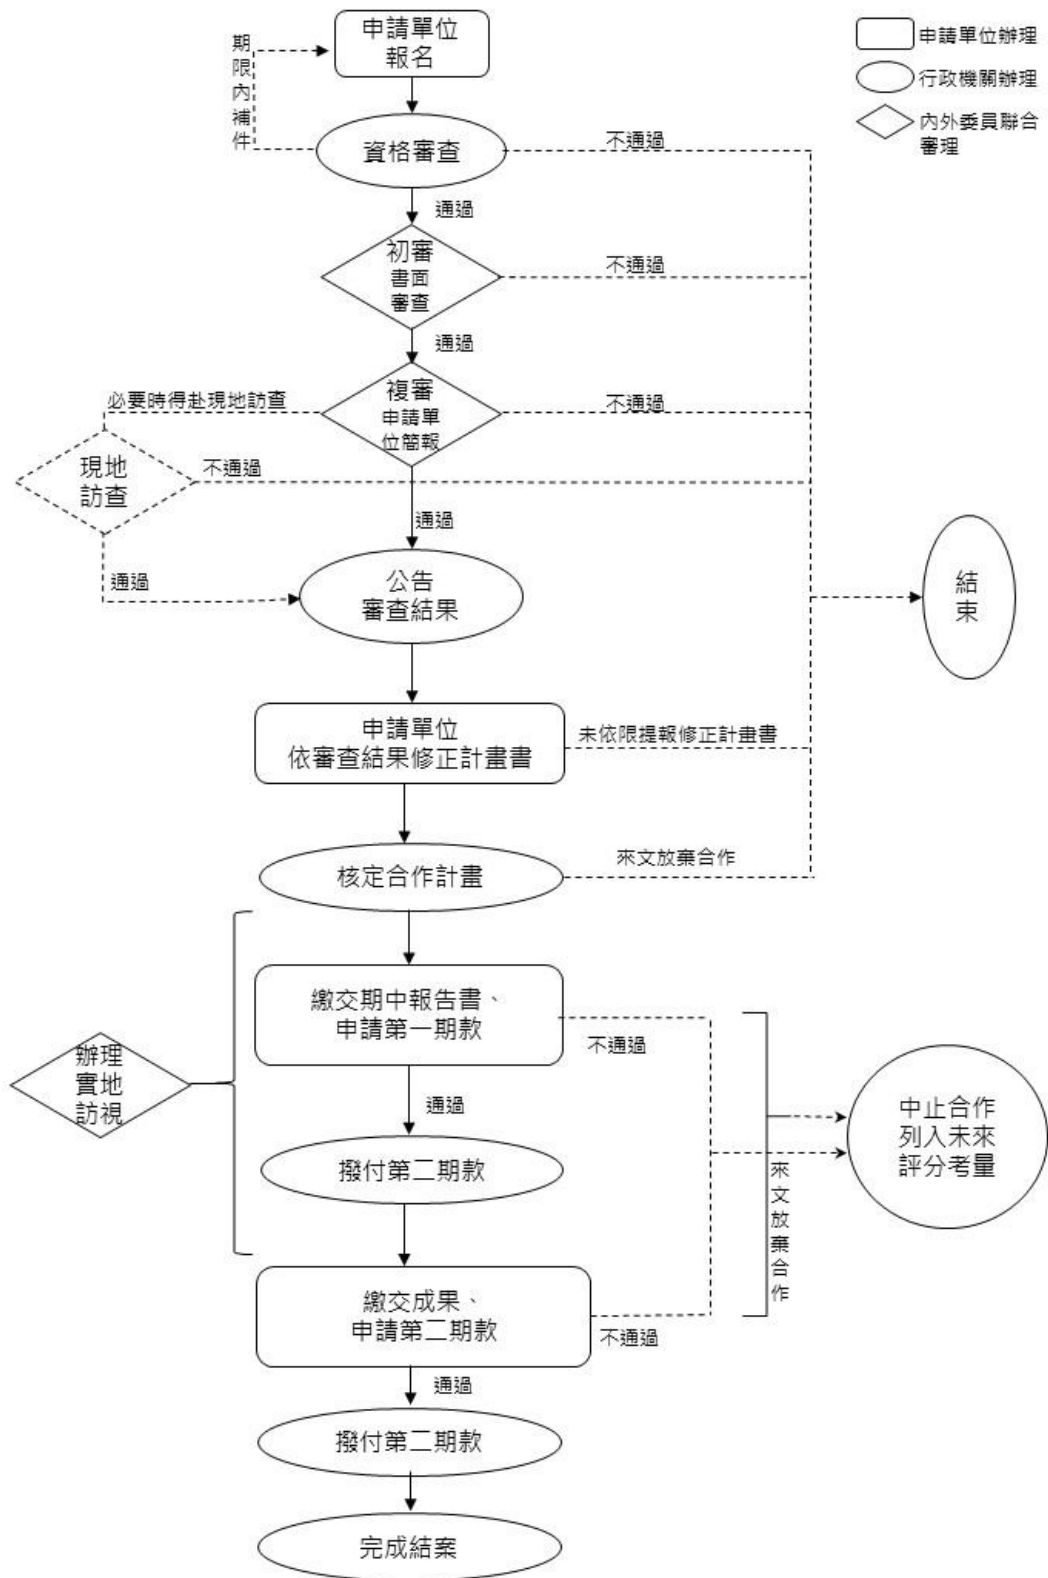 申請單位
報名
期限內補件
申請單位辦理
行政機關辦理
內外委員聯合
審理
資格審查
不通過
通過
初審
書面
審查
不通過
通過
必要時得赴現地訪查
複審
申請單
位簡報
不通過
現地
訪查
不通過
通過
通過
公告
審查結果
結束
申請單位
依審查結果修正計畫書
未依限提報修正計畫書
核定合作計畫
來文放棄合作
繳交期中報告書、
申請第一期款
不通過
辦理
實地
訪視
通過
中止合作
列入未來
評分考量
撥付第二期款
來文放棄合作
繳交成果、
申請第二期款
不通過
通過
撥付第二期款
完成結案